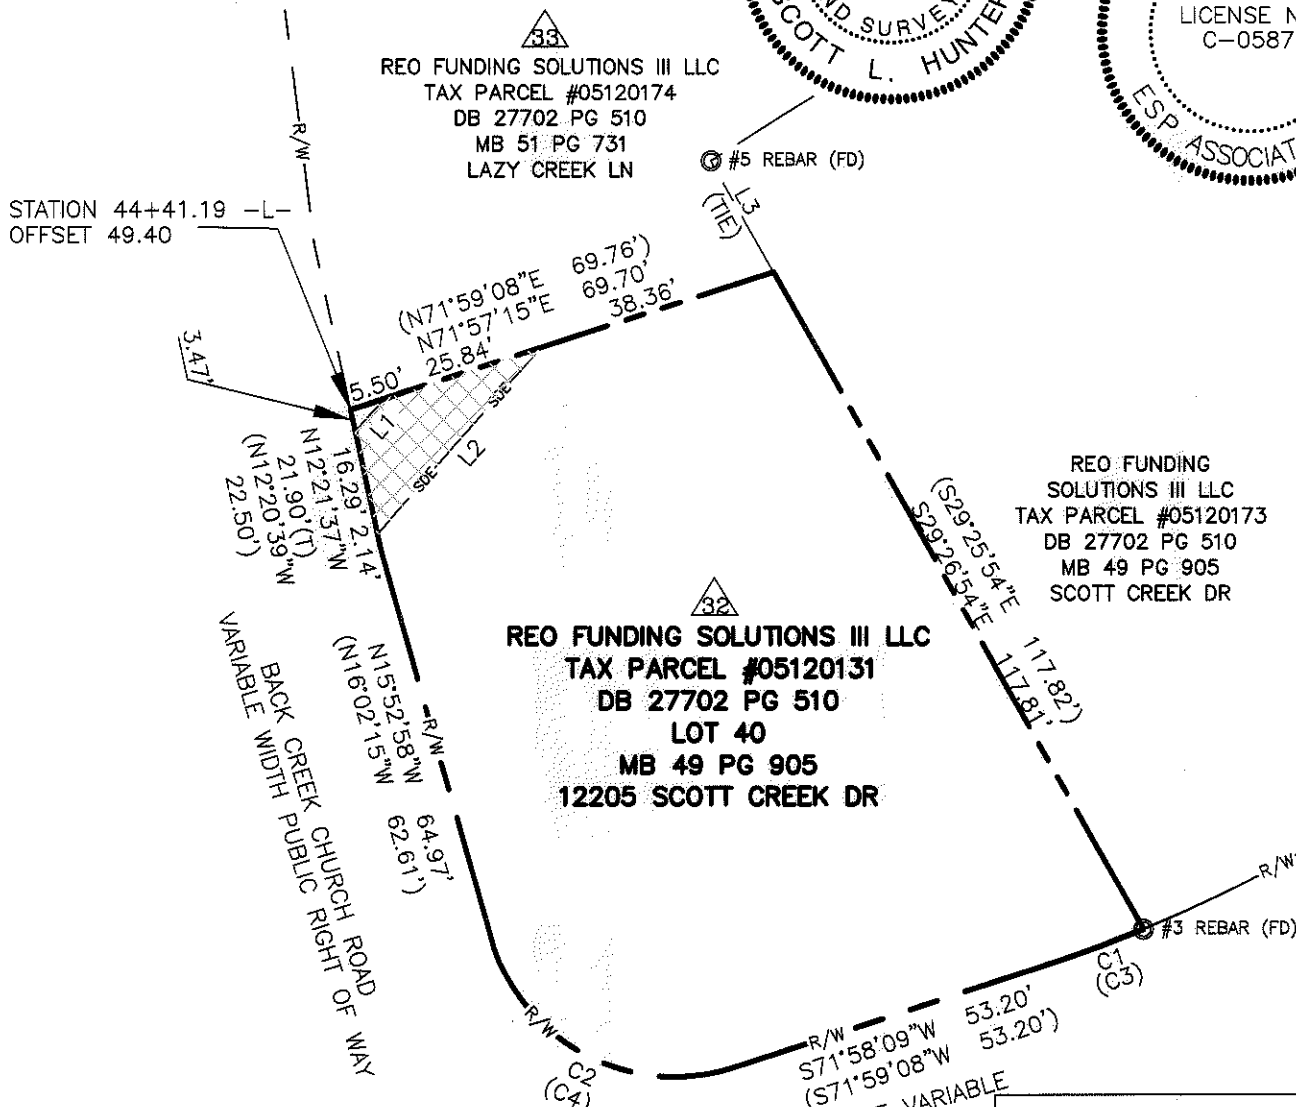 33
REO FUNDING SOLUTIONS III LLC
TAX PARCEL #05120174
DB 27702 PG 510
MB 51 PG 731
LAZY CREEK LN
SCOTT L. HUNTER
ND SURVEY
LICENSE N
C-0587
ESP ASSOCIAT
R/W
#5 REBAR (FD)
L3
(TIE)
STATION 44+41.19 -L-
OFFSET 49.40
(N71°59'08"E 69.76')
N71°57'15"E 69.70'
5.50' 25.84' 38.36'
3.47'
L1
SDE L2 SDE
16.29' 2.14'
N12°21'37"W
21.90'(T)
(N12°20'39"W
22.50')
REO FUNDING
SOLUTIONS III LLC
TAX PARCEL #05120173
DB 27702 PG 510
MB 49 PG 905
SCOTT CREEK DR
(S29°25'54"E 117.82')
S29°26'54"E 117.81'
32
REO FUNDING SOLUTIONS III LLC
TAX PARCEL #05120131
DB 27702 PG 510
LOT 40
MB 49 PG 905
12205 SCOTT CREEK DR
R/W
N15°52'58"W 64.97'
(N16°02'15"W 62.61')
BACK CREEK CHURCH ROAD
VARIABLE WIDTH PUBLIC RIGHT OF WAY
R/W
#3 REBAR (FD)
C1
(C3)
R/W
C2
(C4)
R/W
S71°58'09"W 53.20'
(S71°59'08"W 53.20')
VARIABLE